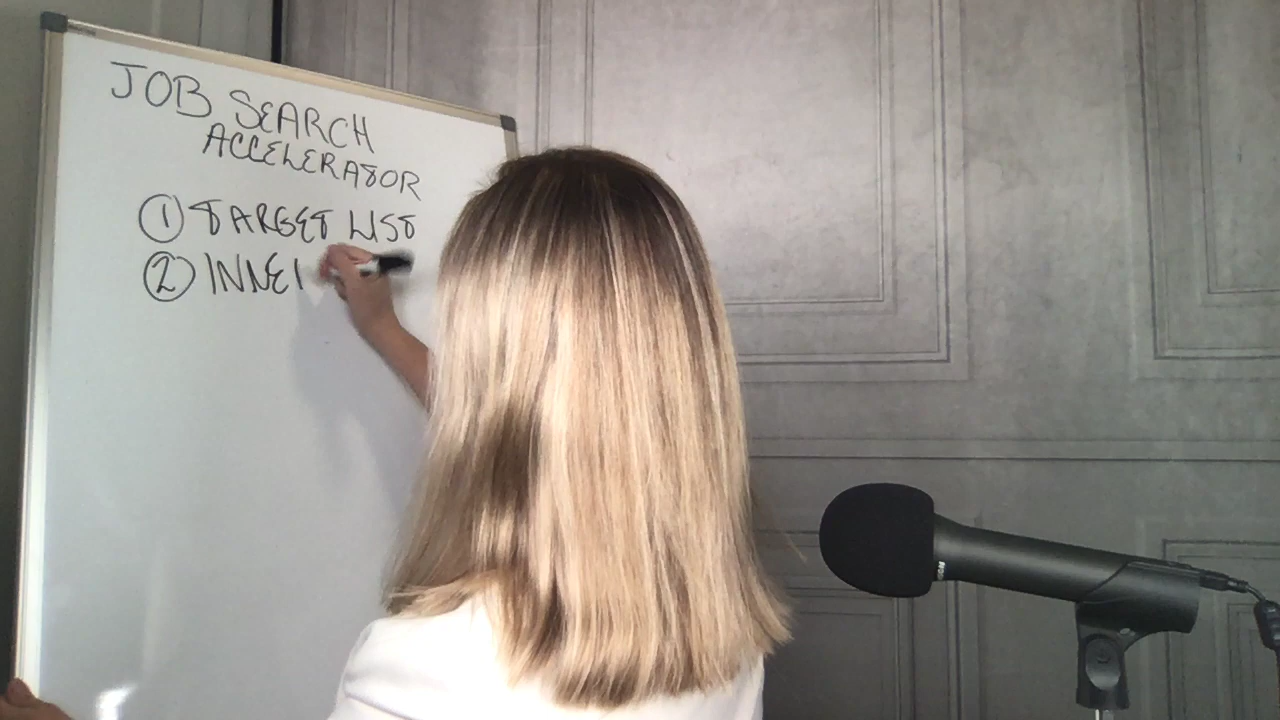 JOB SEARCH
ACCELERATOR
① TARGET LIST
② INNEI